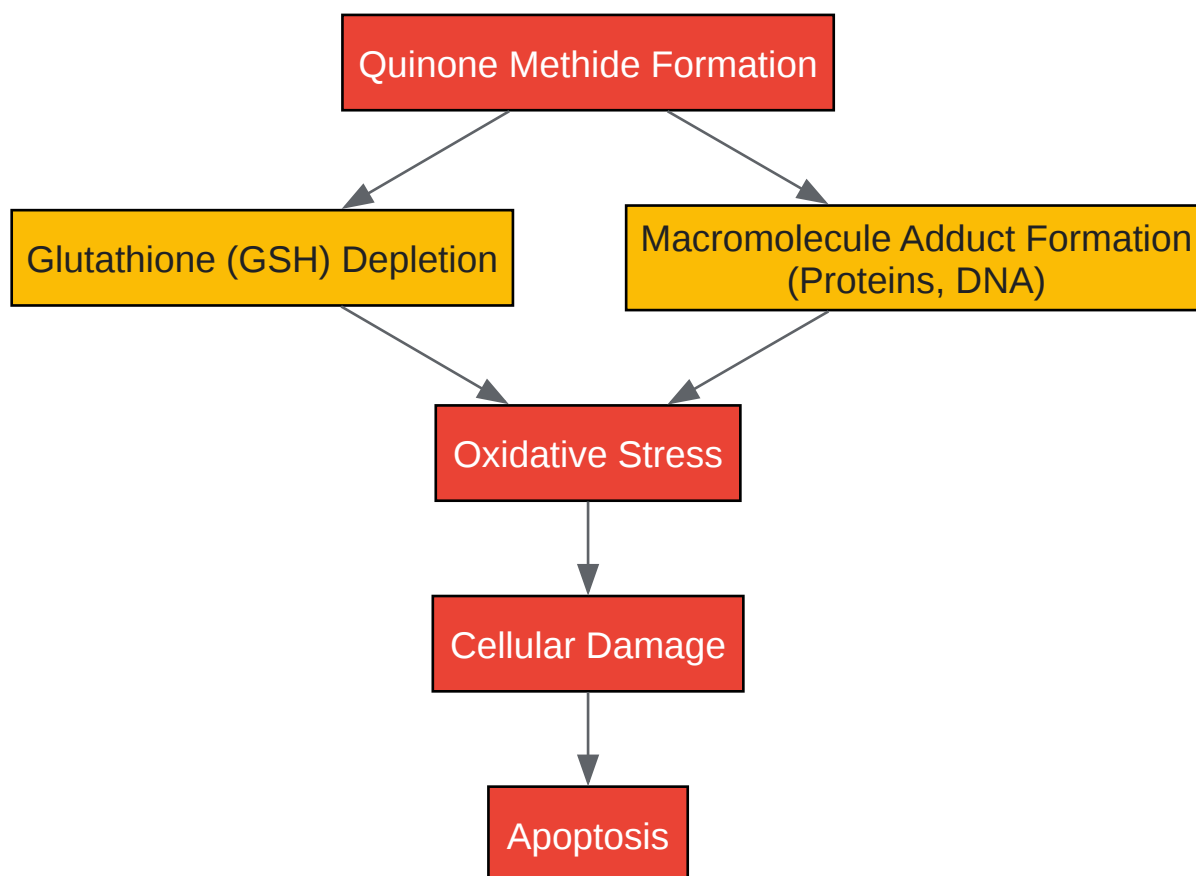 Quinone Methide Formation
Glutathione (GSH) Depletion
Macromolecule Adduct Formation
(Proteins, DNA)
Oxidative Stress
Cellular Damage
Apoptosis